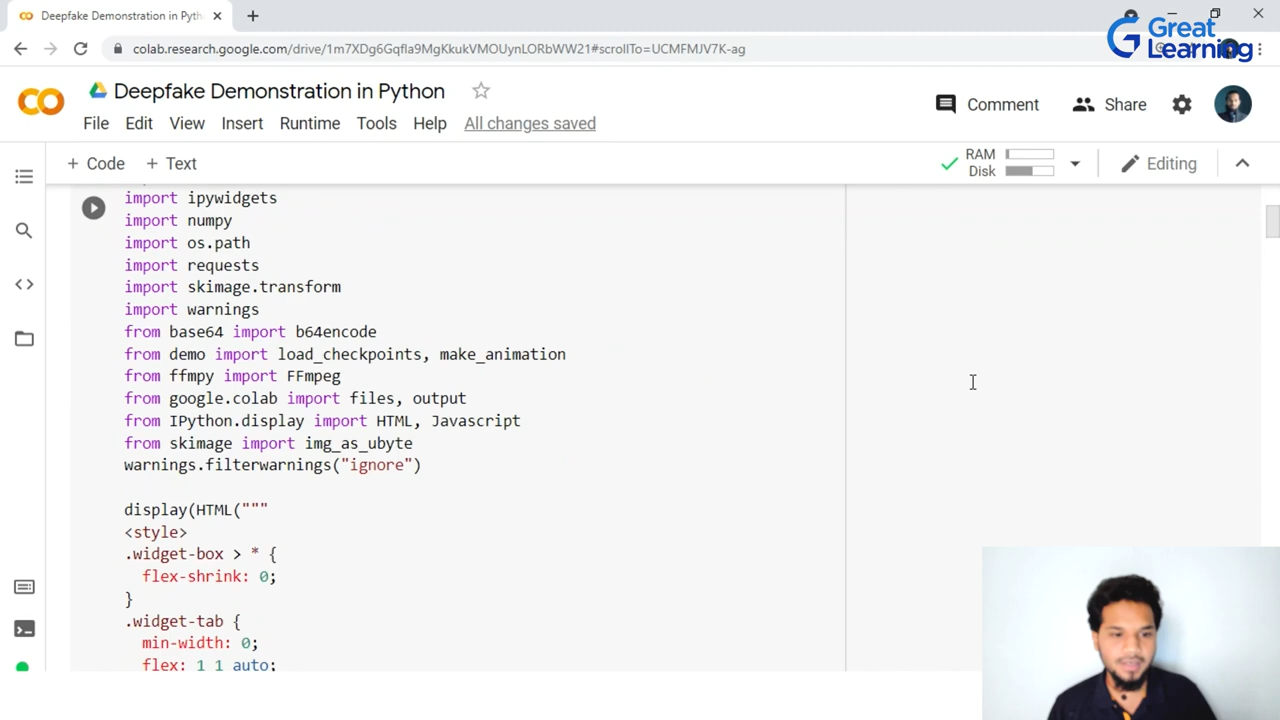 Deepfake Demonstration in Pyth
colab.research.google.com/drive/1m7XDg6Gqfla9MgKkukVMOUynLORbWW21#scrollTo=UCMFMJV7K-ag
Great
Learning
Deepfake Demonstration in Python
Comment
Share
File Edit View Insert Runtime Tools Help All changes saved
+ Code + Text
RAM
Disk
Editing
import ipywidgets
import numpy
import os.path
import requests
import skimage.transform
import warnings
from base64 import b64encode
from demo import load_checkpoints, make_animation
from ffmpy import FFmpeg
from google.colab import files, output
from IPython.display import HTML, Javascript
from skimage import img_as_ubyte
warnings.filterwarnings("ignore")
display(HTML("""
<style>
.widget-box > * {
flex-shrink: 0;
}
.widget-tab {
min-width: 0;
flex: 1 1 auto;